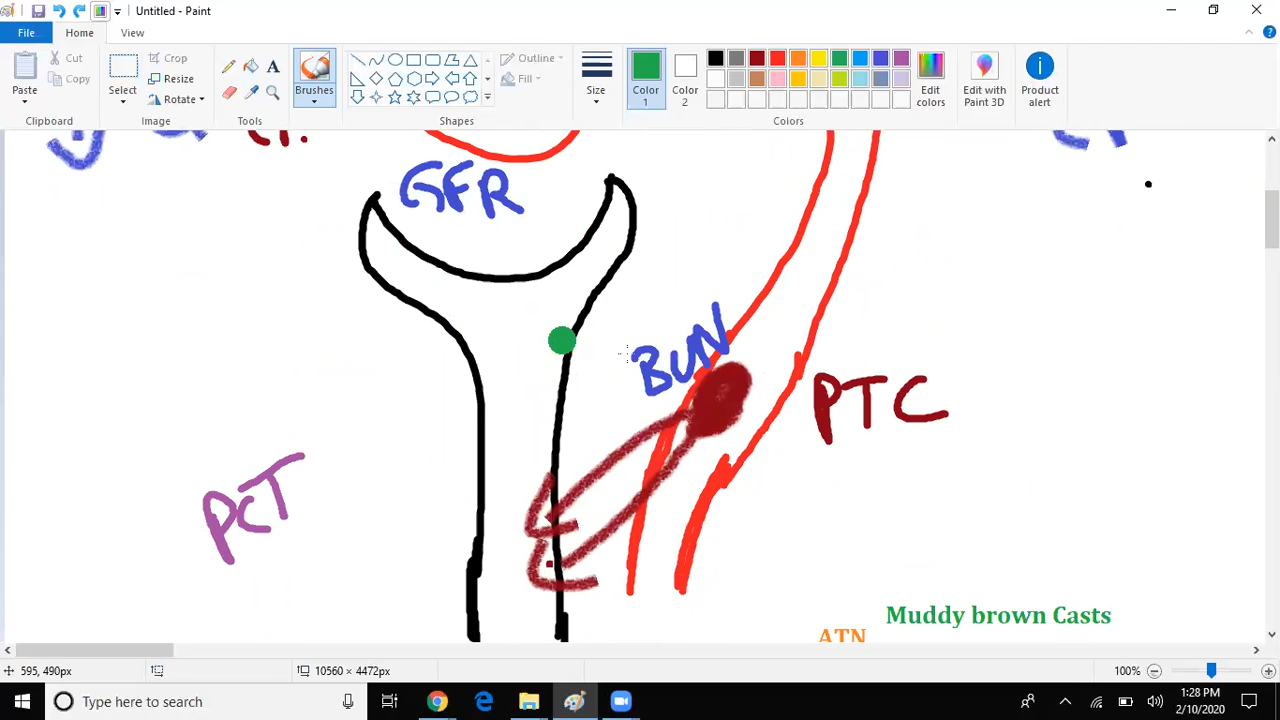 Untitled - Paint
File Home View
Cut
Copy
Paste
Clipboard
Select
Crop
Resize
Rotate
Image
A
Tools
Brushes
Outline
Fill
Shapes
Size
Color
1
Color
2
Edit
colors
Colors
Edit with
Paint 3D
Product
alert
cr.
GFR
BUN
PTC
PCT
Muddy brown Casts
ATN
595, 490px
10560 × 4472px
100%
Type here to search
1:28 PM
2/10/2020